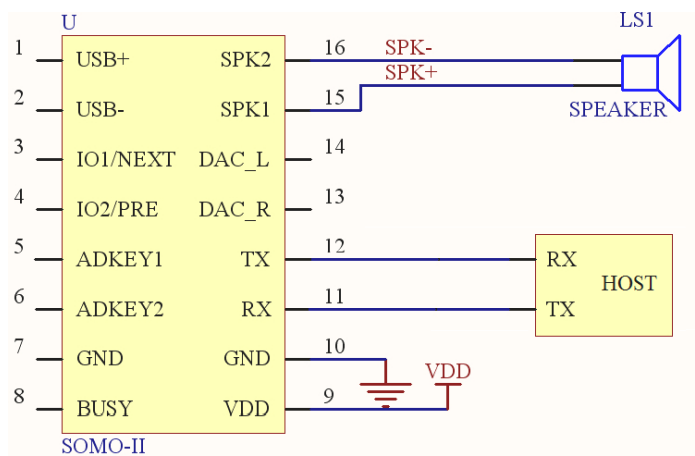 U
LS1
1 USB+ SPK2 16 SPK-
SPK+
2 USB- SPK1 15 SPEAKER
3 IO1/NEXT DAC_L 14
4 IO2/PRE DAC_R 13
5 ADKEY1 TX 12 RX
HOST
6 ADKEY2 RX 11 TX
7 GND GND 10
VDD
8 BUSY VDD 9
SOMO-II